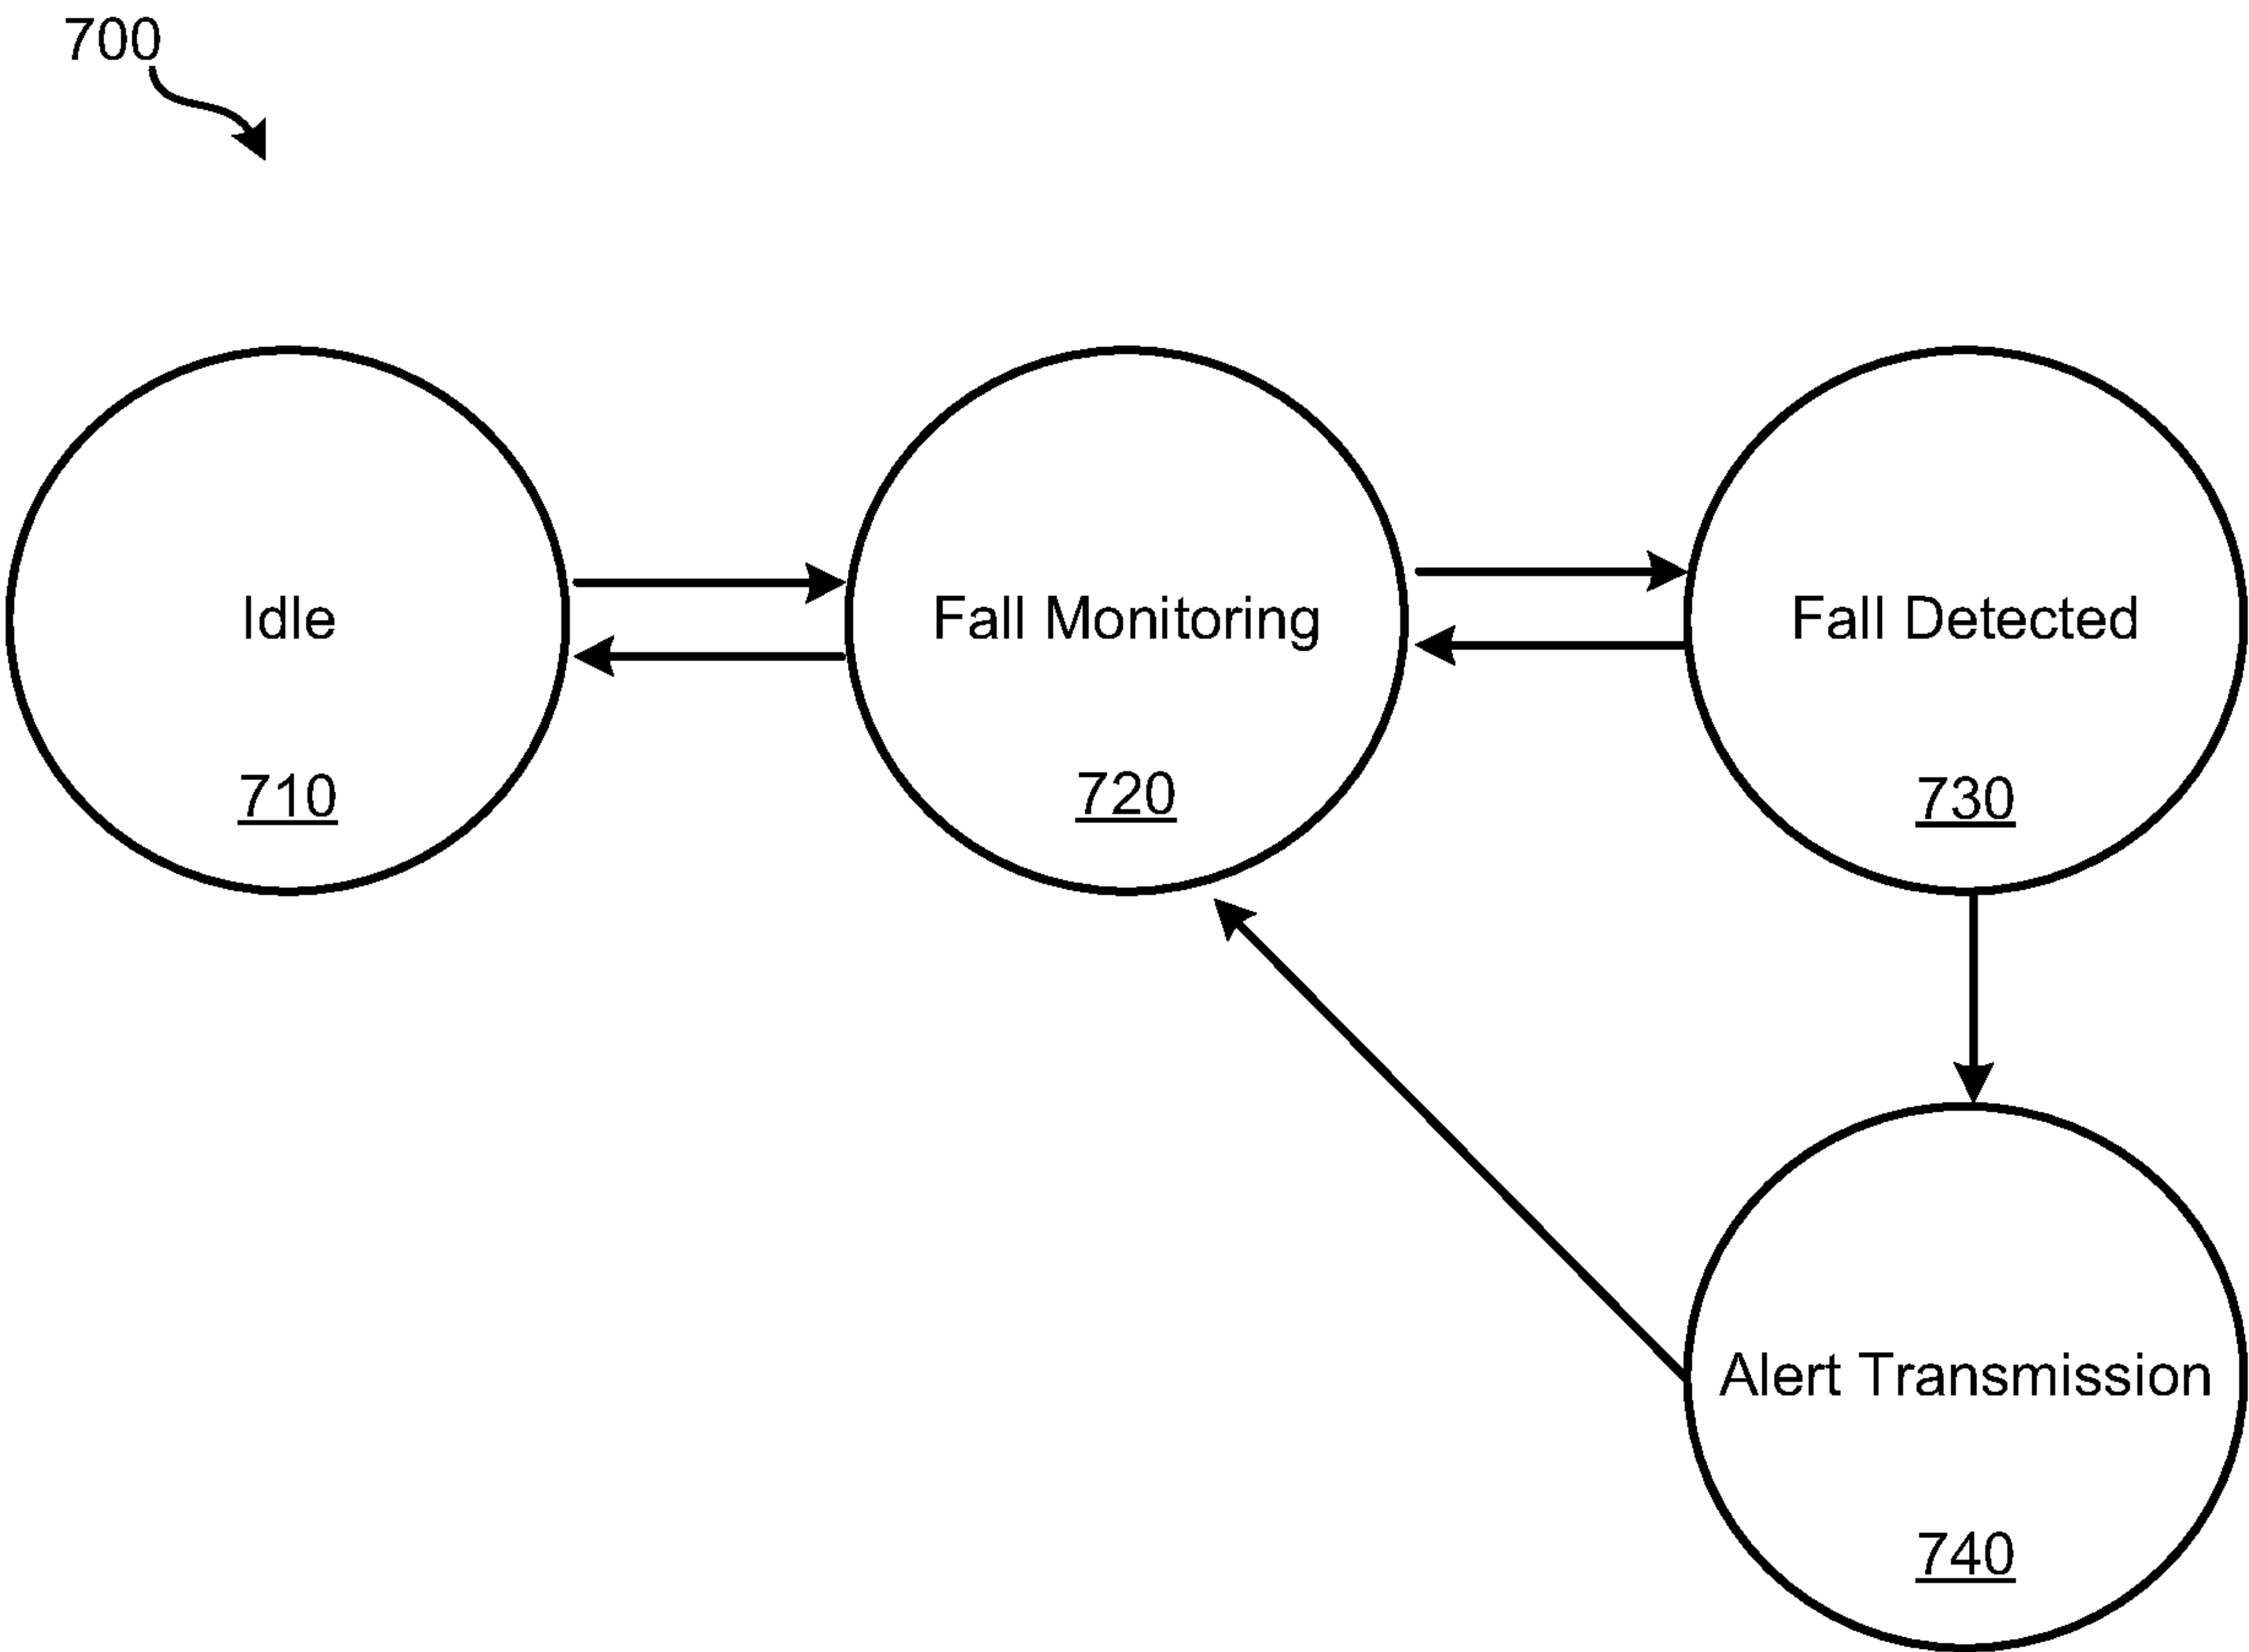 700
Idle
710
Fall Monitoring
720
Fall Detected
730
Alert Transmission
740